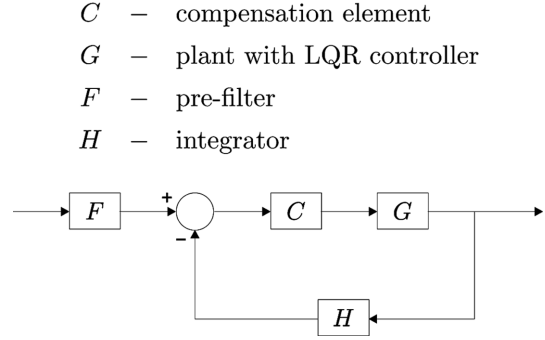 C – compensation element
G – plant with LQR controller
F – pre-filter
H – integrator
F + − C G
H